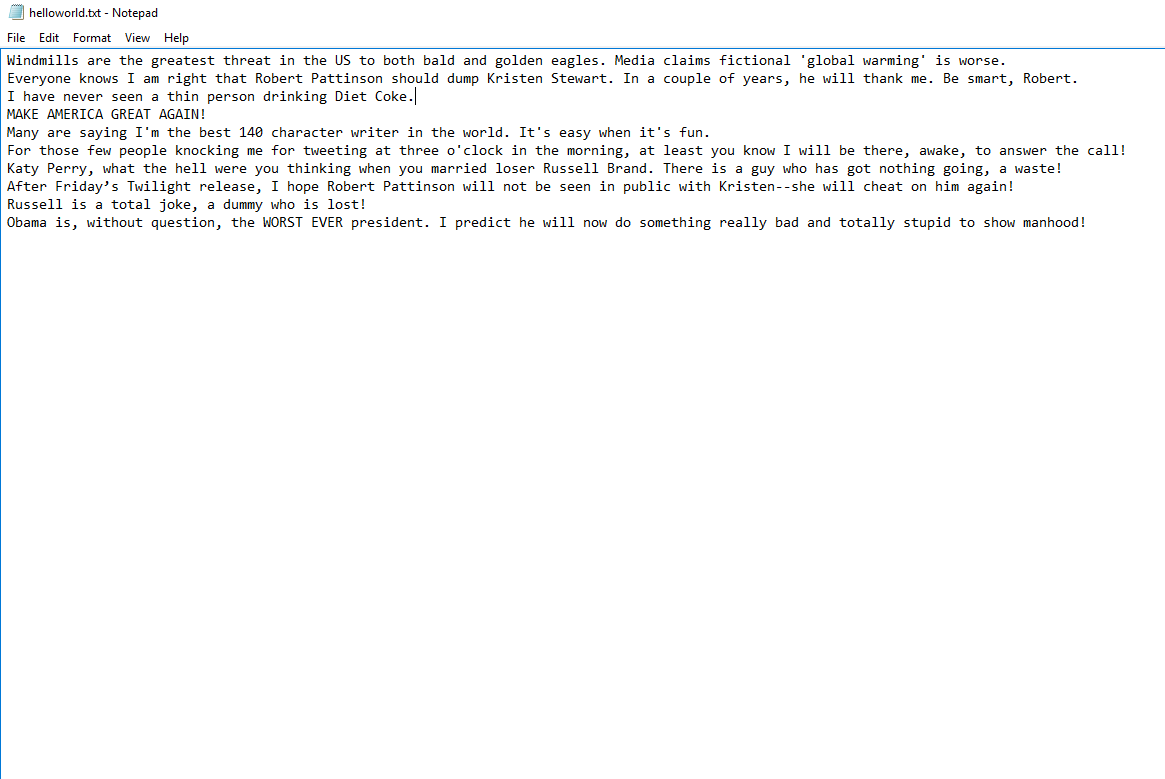 helloworld.txt - Notepad
File Edit Format View Help
Windmills are the greatest threat in the US to both bald and golden eagles. Media claims fictional 'global warming' is worse.
Everyone knows I am right that Robert Pattinson should dump Kristen Stewart. In a couple of years, he will thank me. Be smart, Robert.
I have never seen a thin person drinking Diet Coke.
MAKE AMERICA GREAT AGAIN!
Many are saying I'm the best 140 character writer in the world. It's easy when it's fun.
For those few people knocking me for tweeting at three o'clock in the morning, at least you know I will be there, awake, to answer the call!
Katy Perry, what the hell were you thinking when you married loser Russell Brand. There is a guy who has got nothing going, a waste!
After Friday’s Twilight release, I hope Robert Pattinson will not be seen in public with Kristen--she will cheat on him again!
Russell is a total joke, a dummy who is lost!
Obama is, without question, the WORST EVER president. I predict he will now do something really bad and totally stupid to show manhood!